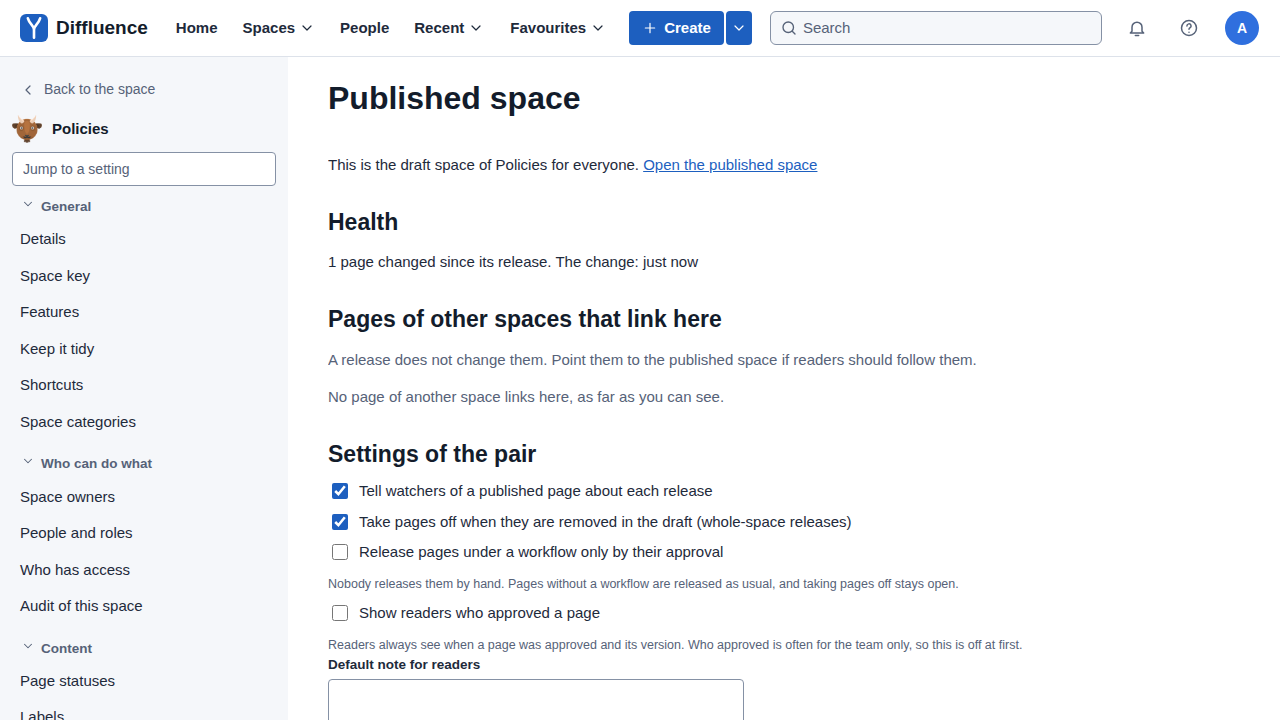 Diffluence
Home
Spaces
People
Recent
Favourites
Create
Search
A
Back to the space
Policies
Jump to a setting
General
Details
Space key
Features
Keep it tidy
Shortcuts
Space categories
Who can do what
Space owners
People and roles
Who has access
Audit of this space
Content
Page statuses
Labels
Published space
This is the draft space of Policies for everyone. Open the published space
Health
1 page changed since its release. The change: just now
Pages of other spaces that link here
A release does not change them. Point them to the published space if readers should follow them.
No page of another space links here, as far as you can see.
Settings of the pair
Tell watchers of a published page about each release
Take pages off when they are removed in the draft (whole-space releases)
Release pages under a workflow only by their approval
Nobody releases them by hand. Pages without a workflow are released as usual, and taking pages off stays open.
Show readers who approved a page
Readers always see when a page was approved and its version. Who approved is often for the team only, so this is off at first.
Default note for readers